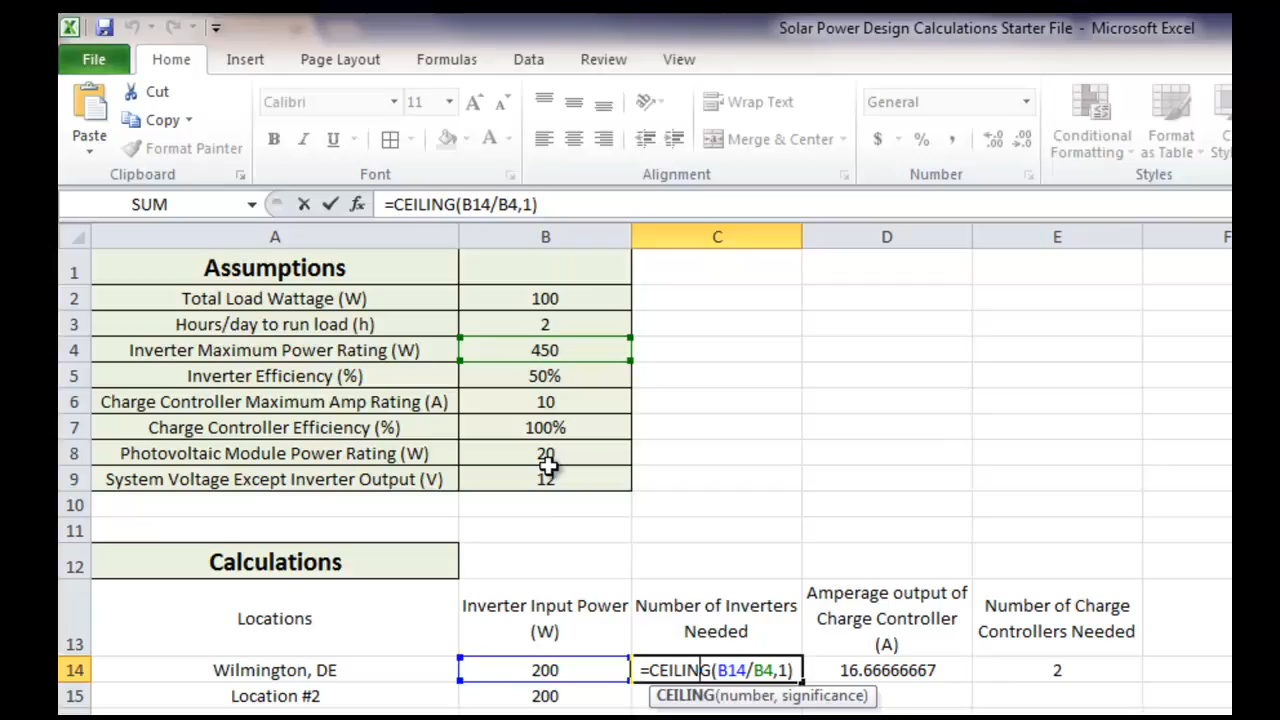 Solar Power Design Calculations Starter File - Microsoft Excel
File Home Insert Page Layout Formulas Data Review View
Paste Cut Copy Format Painter
Calibri 11
B I U A
Wrap Text
Merge & Center
General
$ % ,
Conditional Formatting
Format as Table
Clipboard Font Alignment Number Styles
SUM fx =CEILING(B14/B4,1)
A B C D E F
1 Assumptions
2 Total Load Wattage (W) 100
3 Hours/day to run load (h) 2
4 Inverter Maximum Power Rating (W) 450
5 Inverter Efficiency (%) 50%
6 Charge Controller Maximum Amp Rating (A) 10
7 Charge Controller Efficiency (%) 100%
8 Photovoltaic Module Power Rating (W) 20
9 System Voltage Except Inverter Output (V) 12
10
11
12 Calculations
13 Locations Inverter Input Power (W) Number of Inverters Needed Amperage output of Charge Controller (A) Number of Charge Controllers Needed
14 Wilmington, DE 200 =CEILING(B14/B4,1) 16.66666667 2
15 Location #2 200 CEILING(number, significance)